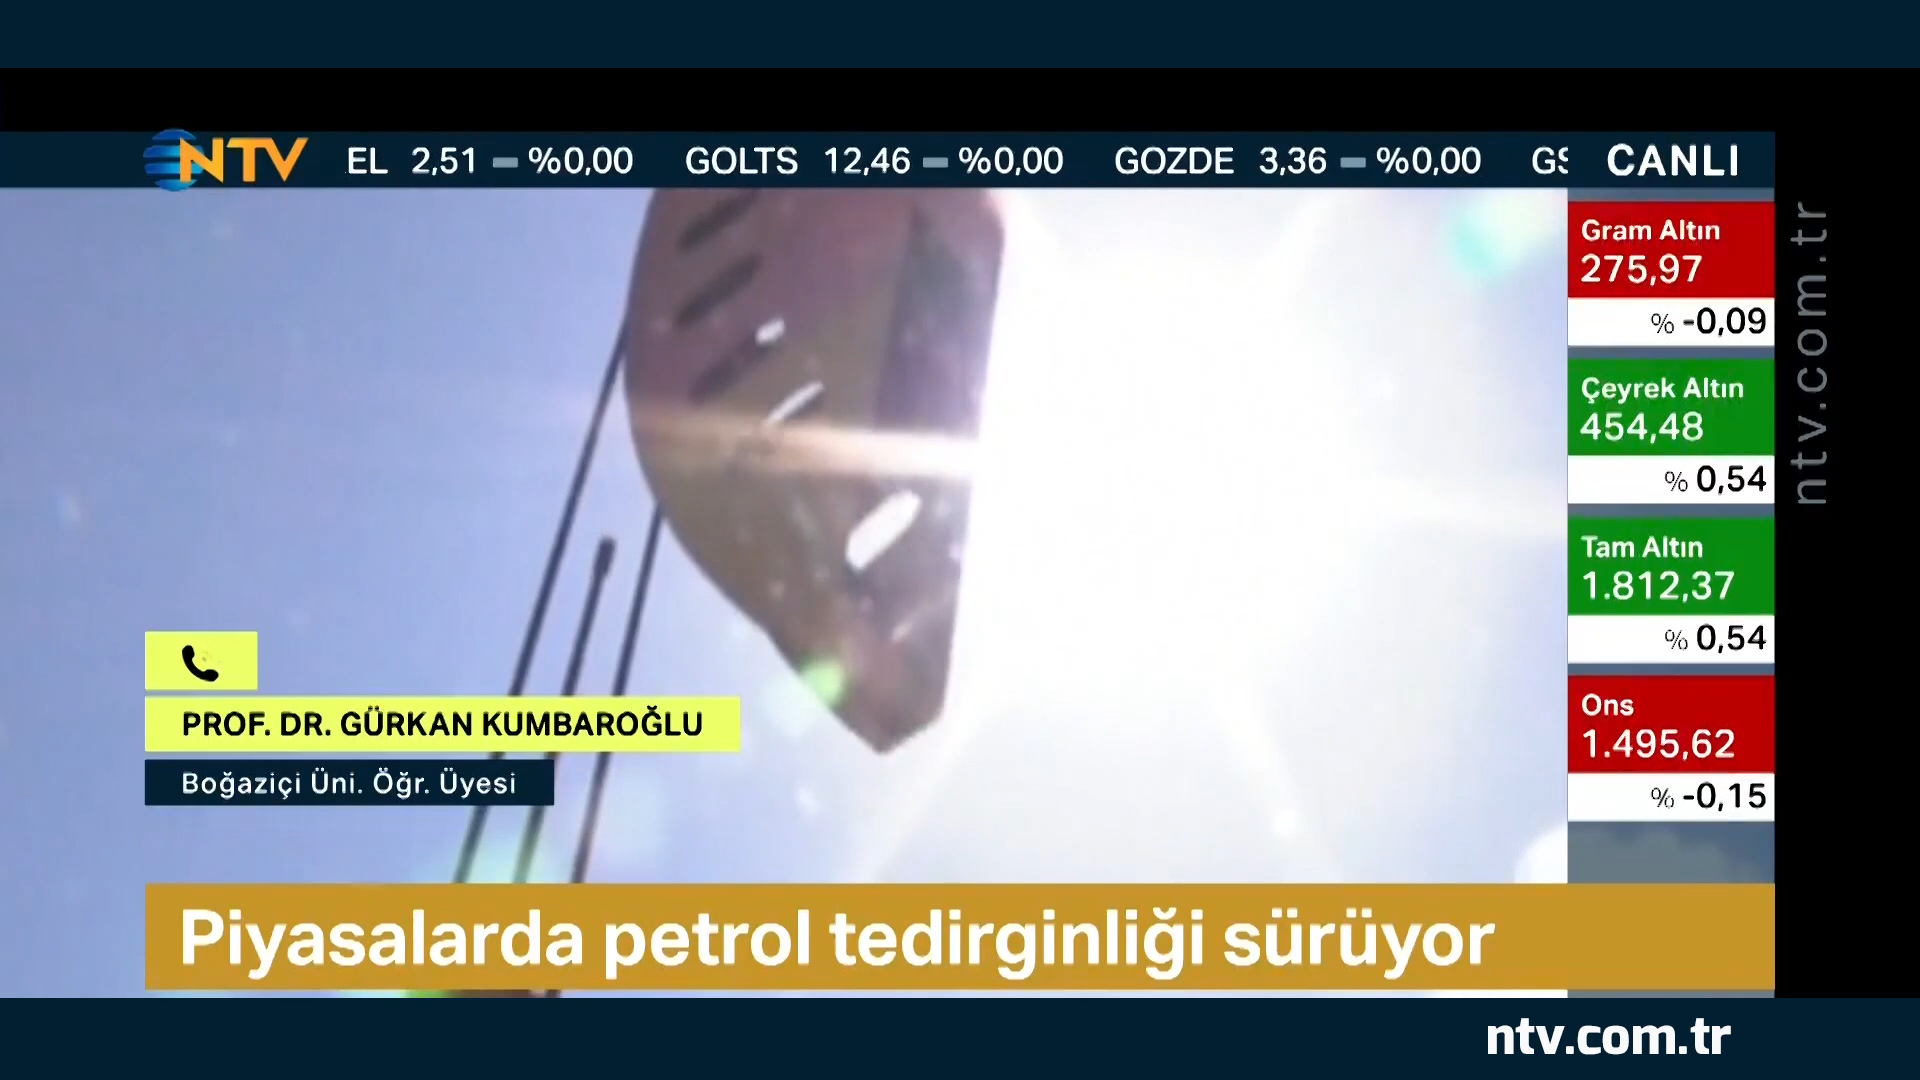 NTV
EL 2,51 %0,00 GOLTS 12,46 %0,00 GOZDE 3,36 %0,00 GS
CANLI
Gram Altın
275,97
% -0,09
Çeyrek Altın
454,48
% 0,54
Tam Altın
1.812,37
% 0,54
Ons
1.495,62
% -0,15
ntv.com.tr
PROF. DR. GÜRKAN KUMBAROĞLU
Boğaziçi Üni. Öğr. Üyesi
Piyasalarda petrol tedirginliği sürüyor
ntv.com.tr